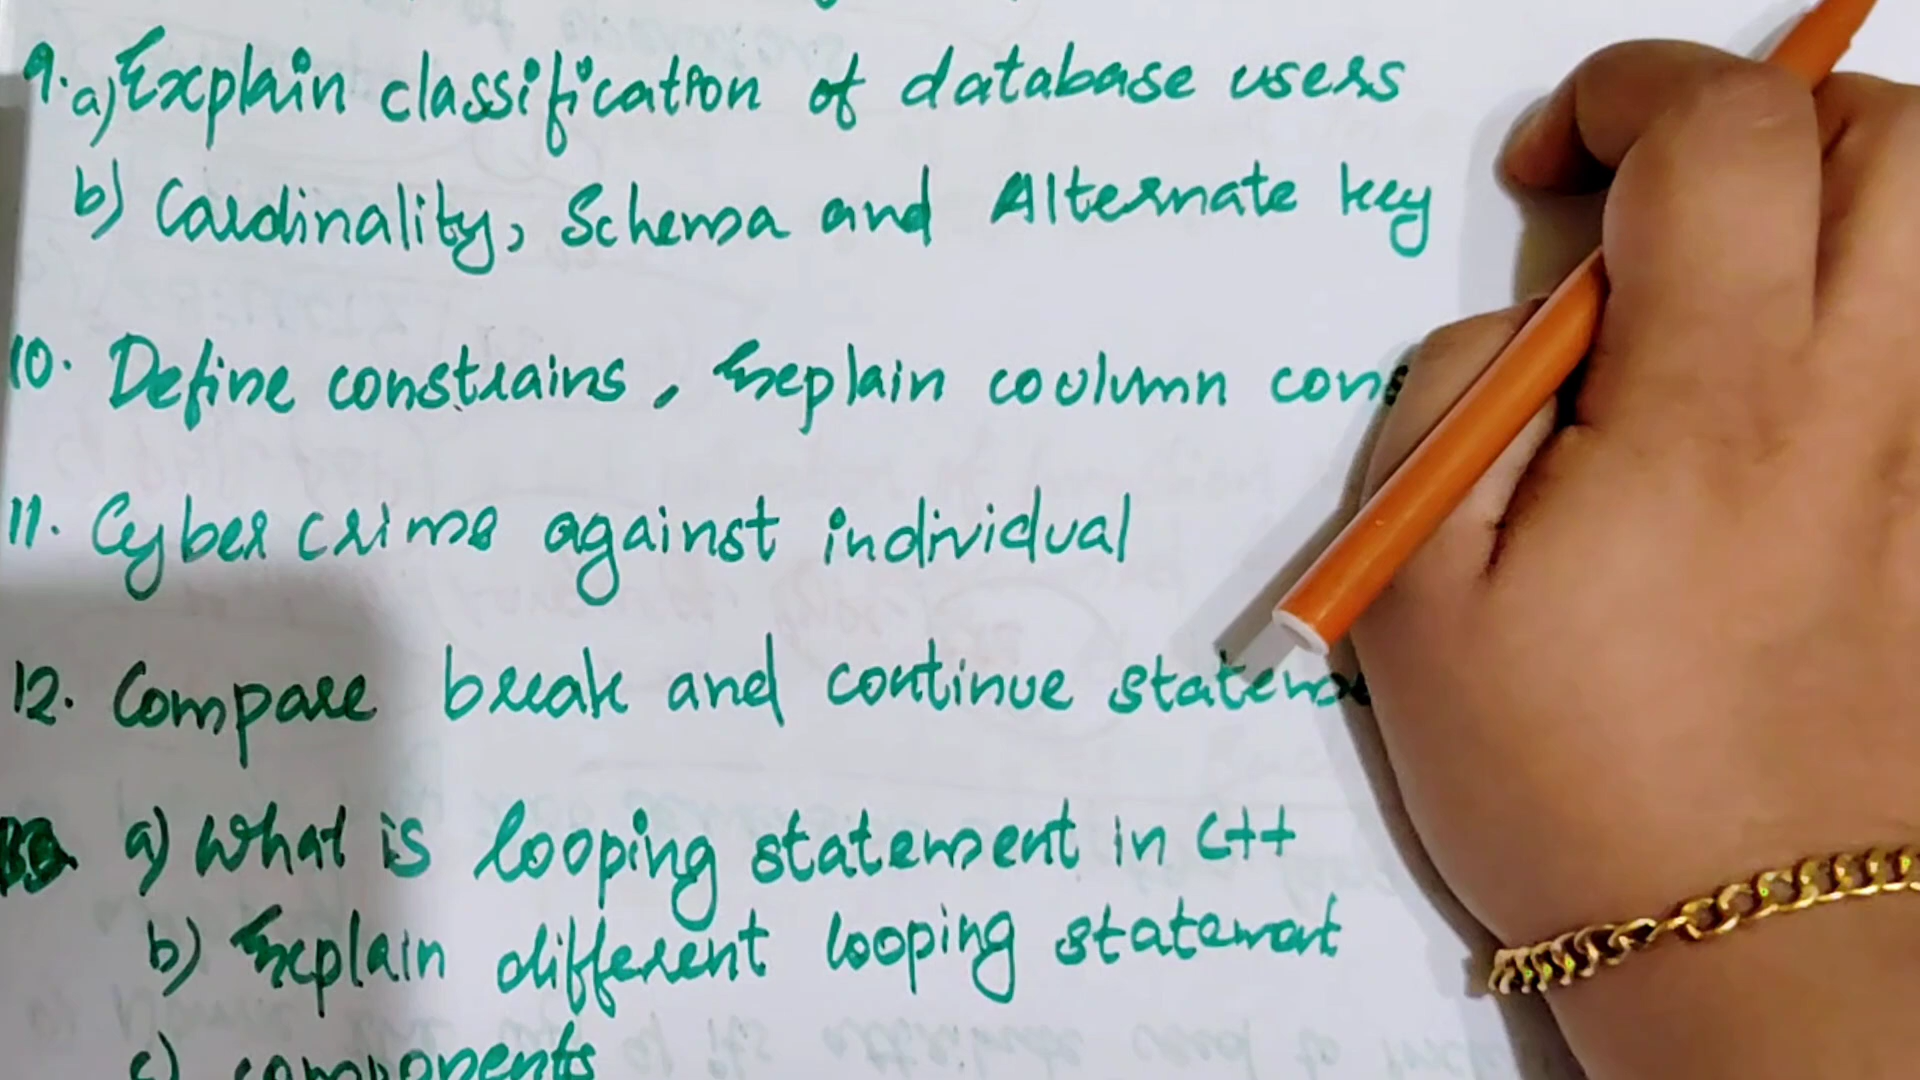 9. a) Explain classification of database users
b) Cardinality, Schema and Alternate key
10. Define constrains, Explain coulumn cons
11. Cyber crime against individual
12. Compare break and continue stateme
a) What is looping statement in C++
b) Explain different looping statement
c) components